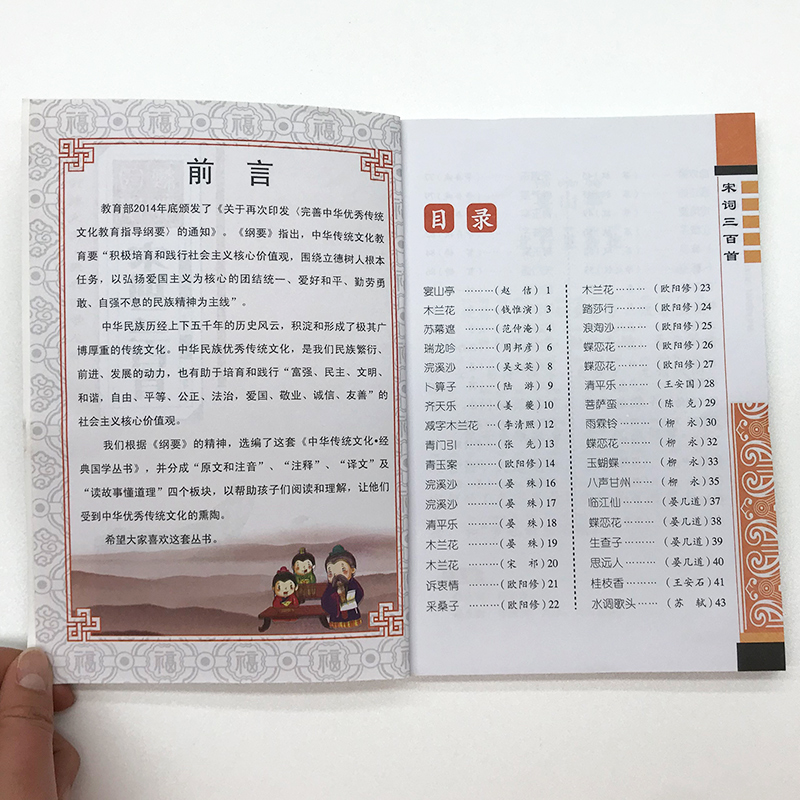 前言
教育部2014年底颁发了《关于再次印发〈完善中华优秀传统
文化教育指导纲要〉的通知》。《纲要》指出，中华传统文化教
育要“积极培育和践行社会主义核心价值观，围绕立德树人根本
任务，以弘扬爱国主义为核心的团结统一、爱好和平、勤劳勇
敢、自强不息的民族精神为主线”。
中华民族历经上下五千年的历史风云，积淀和形成了极其广
博厚重的传统文化。中华民族优秀传统文化，是我们民族繁衍、
前进、发展的动力，也有助于培育和践行“富强、民主、文明、
和谐，自由、平等、公正、法治，爱国、敬业、诚信、友善”的
社会主义核心价值观。
我们根据《纲要》的精神，选编了这套《中华传统文化•经
典国学丛书》，并分成“原文和注音”、“注释”、“译文”及
“读故事懂道理”四个板块，以帮助孩子们阅读和理解，让他们
受到中华优秀传统文化的熏陶。
希望大家喜欢这套丛书。
目录
宴山亭 ………(赵 佶) 1
木兰花 ………(钱惟演) 3
苏幕遮 ………(范仲淹) 4
瑞龙吟 ………(周邦彦) 6
浣溪沙 ………(吴文英) 8
卜算子 ………(陆 游) 9
齐天乐 ………(姜 夔) 10
减字木兰花 …(李清照) 12
青门引 ………(张 先) 13
青玉案 ………(欧阳修) 14
浣溪沙 ………(晏 殊) 16
浣溪沙 ………(晏 殊) 17
清平乐 ………(晏 殊) 18
木兰花 ………(晏 殊) 19
木兰花 ………(宋 祁) 20
诉衷情 ………(欧阳修) 21
采桑子 ………(欧阳修) 22
木兰花 ………(欧阳修) 23
踏莎行 ………(欧阳修) 24
浪淘沙 ………(欧阳修) 25
蝶恋花 ………(欧阳修) 26
蝶恋花 ………(欧阳修) 27
清平乐 ………(王安国) 28
菩萨蛮 ………(陈 克) 29
雨霖铃 ………(柳 永) 30
蝶恋花 ………(柳 永) 32
玉蝴蝶 ………(柳 永) 33
八声甘州 ……(柳 永) 35
临江仙 ………(晏几道) 37
蝶恋花 ………(晏几道) 38
生查子 ………(晏几道) 39
思远人 ………(晏几道) 40
桂枝香 ………(王安石) 41
水调歌头 ……(苏 轼) 43
宋词三百首